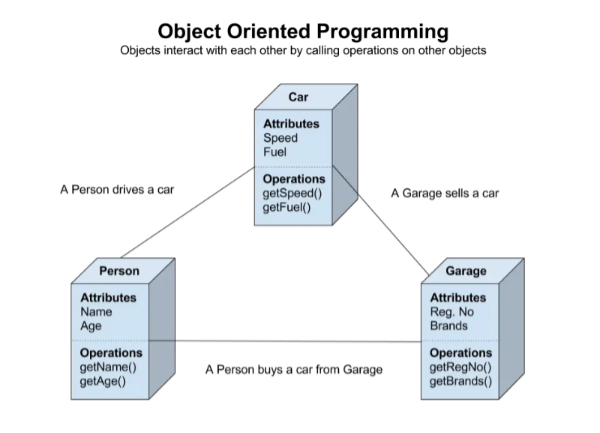 Object Oriented Programming
Objects interact with each other by calling operations on other objects
Car
Attributes
Speed
Fuel
Operations
getSpeed()
getFuel()
A Person drives a car
A Garage sells a car
Person
Attributes
Name
Age
Operations
getName()
getAge()
Garage
Attributes
Reg. No
Brands
Operations
getRegNo()
getBrands()
A Person buys a car from Garage